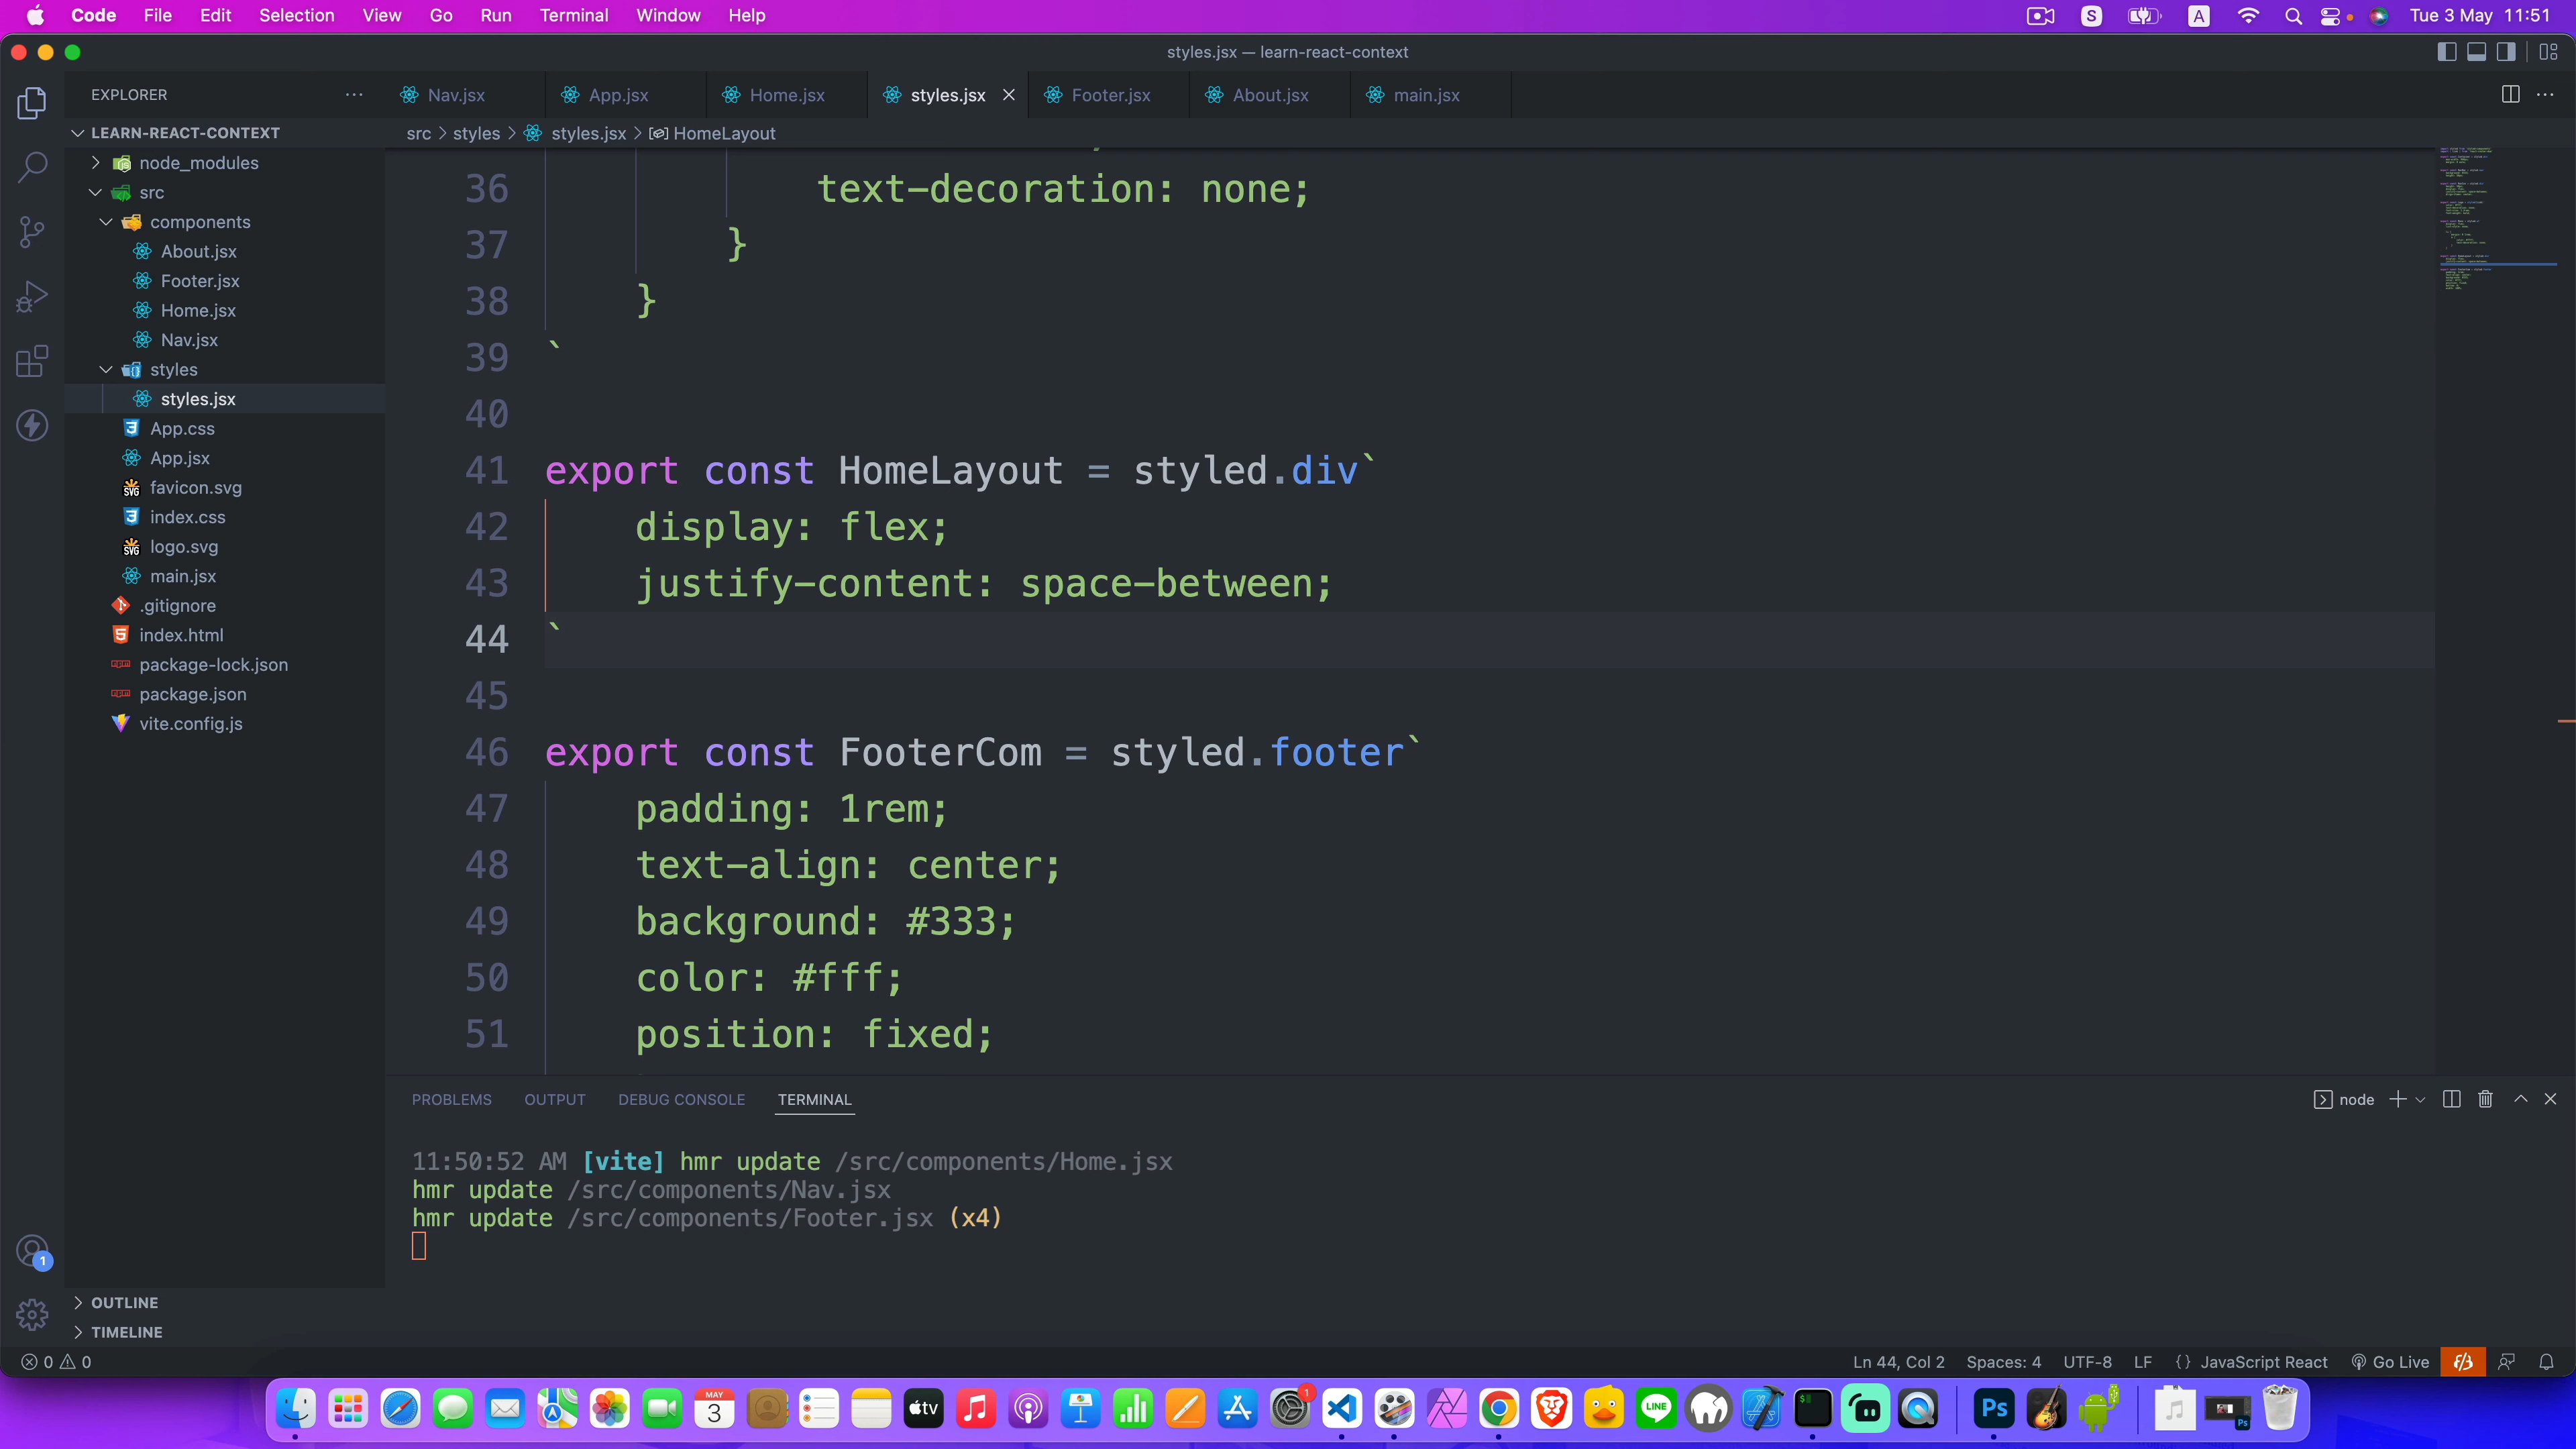 Code File Edit Selection View Go Run Terminal Window Help
S A Tue 3 May 11:51
styles.jsx — learn-react-context
EXPLORER
Nav.jsx App.jsx Home.jsx styles.jsx Footer.jsx About.jsx main.jsx
LEARN-REACT-CONTEXT
src styles styles.jsx HomeLayout
node_modules
src
components
About.jsx
Footer.jsx
Home.jsx
Nav.jsx
styles
styles.jsx
App.css
App.jsx
favicon.svg
index.css
logo.svg
main.jsx
.gitignore
index.html
package-lock.json
package.json
vite.config.js
36 text-decoration: none;
37 }
38 }
39 `
40
41 export const HomeLayout = styled.div`
42 display: flex;
43 justify-content: space-between;
44 `
45
46 export const FooterCom = styled.footer`
47 padding: 1rem;
48 text-align: center;
49 background: #333;
50 color: #fff;
51 position: fixed;
PROBLEMS OUTPUT DEBUG CONSOLE TERMINAL
node
11:50:52 AM [vite] hmr update /src/components/Home.jsx
hmr update /src/components/Nav.jsx
hmr update /src/components/Footer.jsx (x4)
1
OUTLINE
TIMELINE
0 0
Ln 44, Col 2 Spaces: 4 UTF-8 LF {} JavaScript React Go Live
MAY
3
tv
1
LINE
Ps
Ps